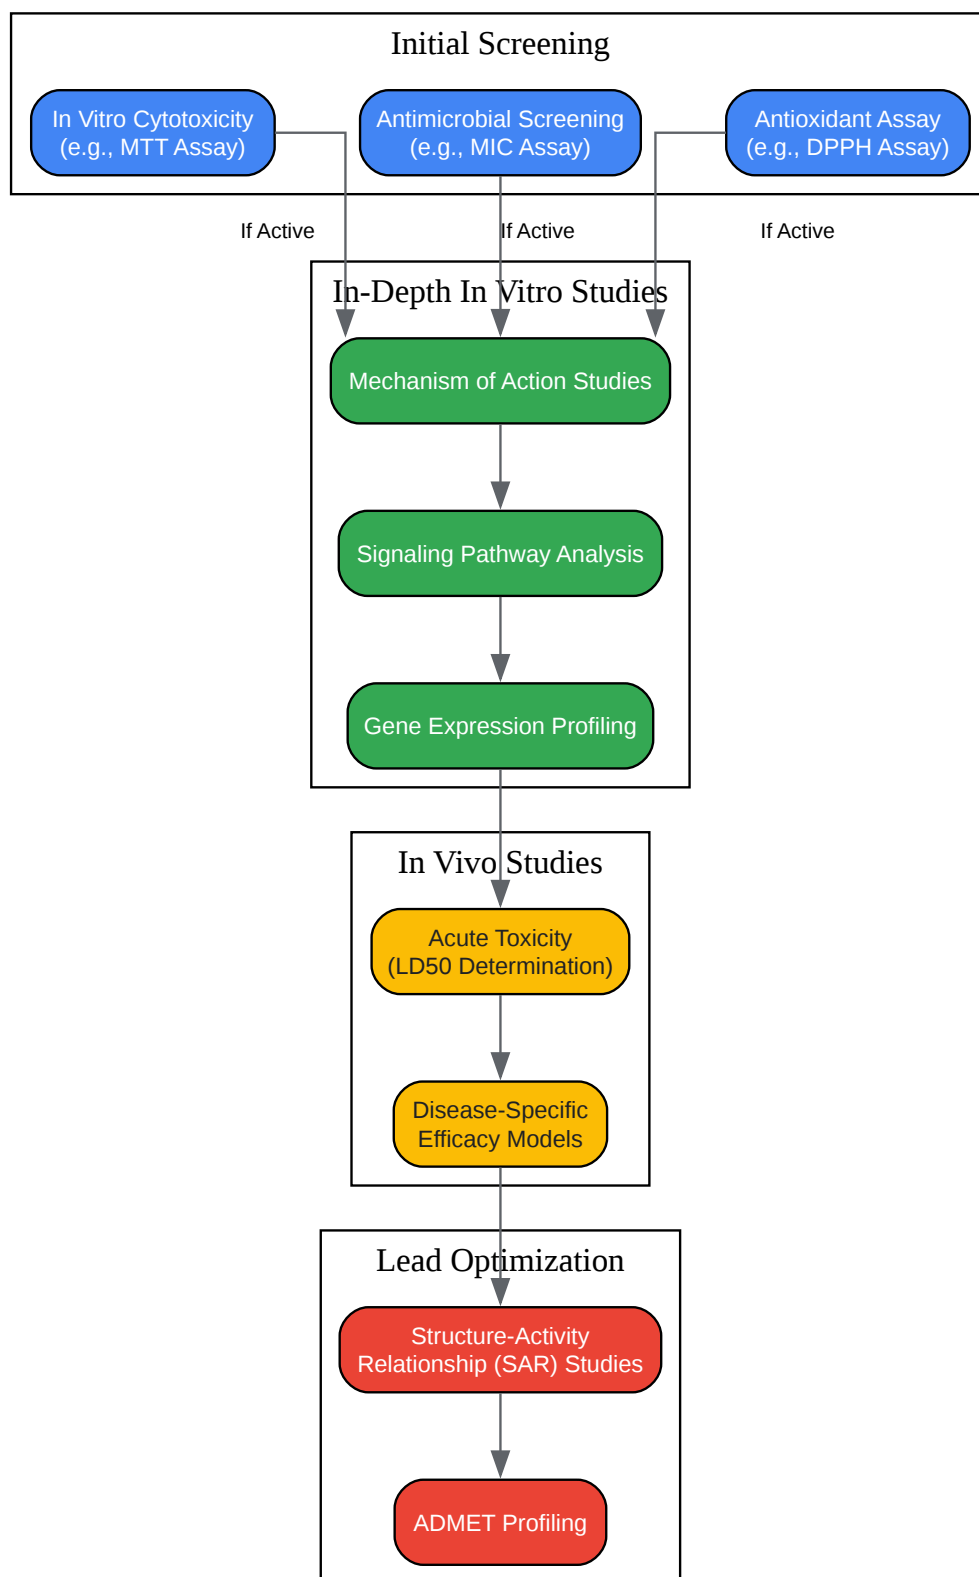 Initial Screening
In Vitro Cytotoxicity
(e.g., MTT Assay)
Antimicrobial Screening
(e.g., MIC Assay)
Antioxidant Assay
(e.g., DPPH Assay)
If Active
If Active
If Active
In-Depth In Vitro Studies
Mechanism of Action Studies
Signaling Pathway Analysis
Gene Expression Profiling
In Vivo Studies
Acute Toxicity
(LD50 Determination)
Disease-Specific
Efficacy Models
Lead Optimization
Structure-Activity
Relationship (SAR) Studies
ADMET Profiling